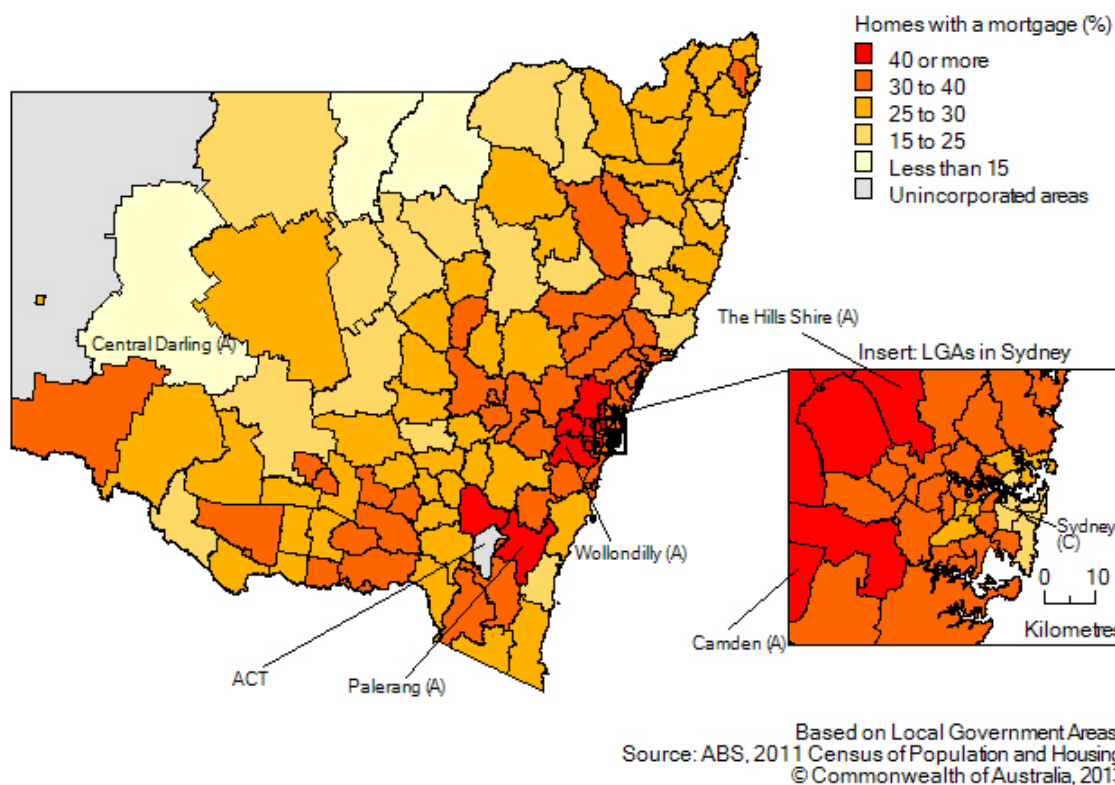 Homes with a mortgage (%)
40 or more
30 to 40
25 to 30
15 to 25
Less than 15
Unincorporated areas
The Hills Shire (A)
Insert: LGAs in Sydney
Central Darling (A)
Sydney
(C)
0 10
Kilometres
Wollondilly (A)
Camden (A)
ACT
Palerang (A)
Based on Local Government Areas
Source: ABS, 2011 Census of Population and Housing
© Commonwealth of Australia, 2013